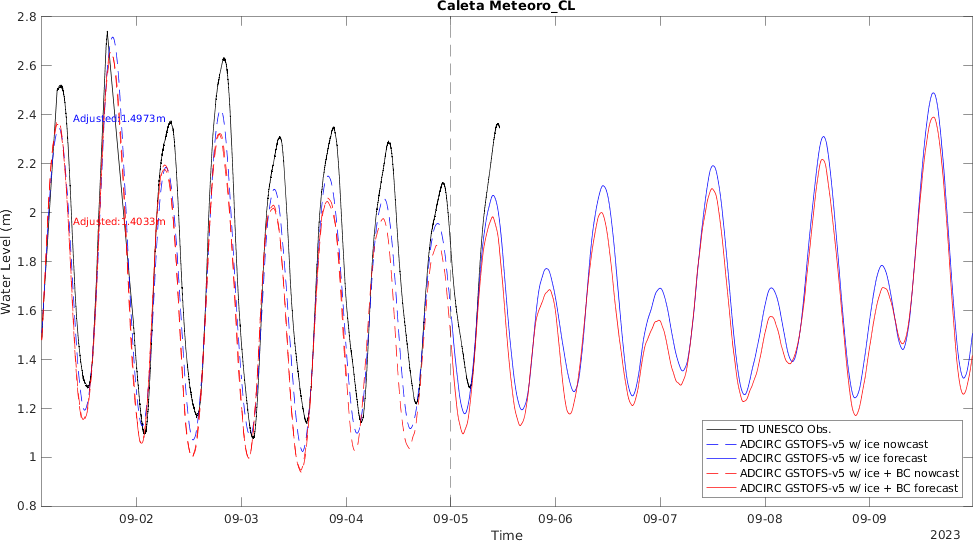 Caleta Meteoro_CL
2.8
2.6
2.4
2.2
2
1.8
1.6
1.4
1.2
1
0.8
Water Level (m)
Adjusted:1.4973m
Adjusted:1.4033m
TD UNESCO Obs.
ADCIRC GSTOFS-v5 w/ ice nowcast
ADCIRC GSTOFS-v5 w/ ice forecast
ADCIRC GSTOFS-v5 w/ ice + BC nowcast
ADCIRC GSTOFS-v5 w/ ice + BC forecast
09-02 09-03 09-04 09-05 09-06 09-07 09-08 09-09
Time
2023